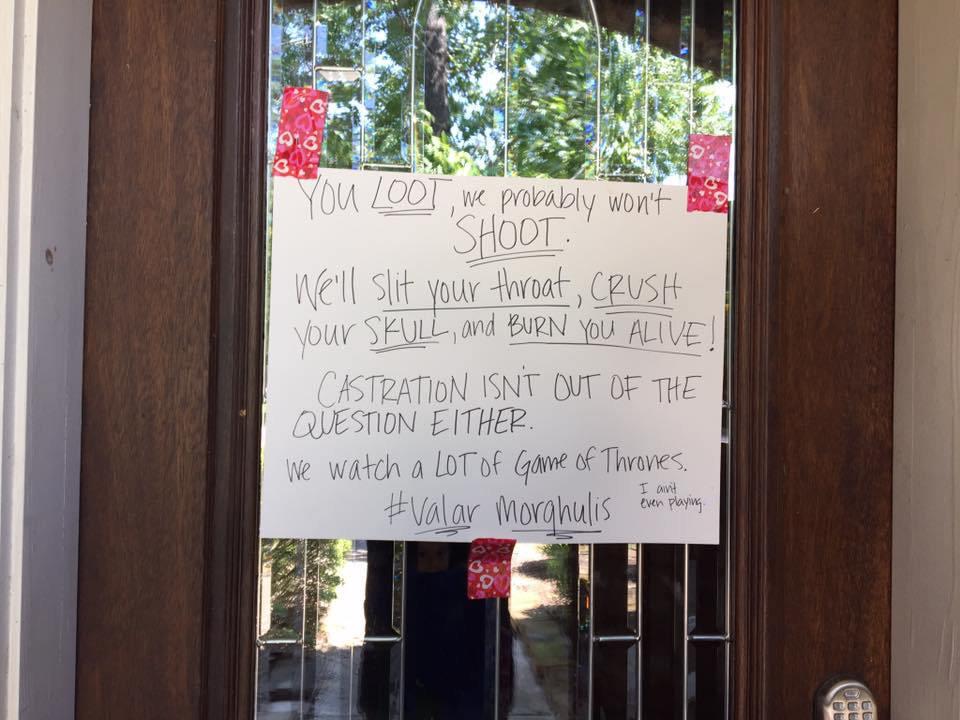 YOU LOOT, we probably won't
SHOOT.
We'll slit your throat, CRUSH
your SKULL, and BURN YOU ALIVE!
CASTRATION ISN'T OUT OF THE
QUESTION EITHER.
We watch a LOT of Game of Thrones.
#Valar Morghulis
I ain't
even playing.